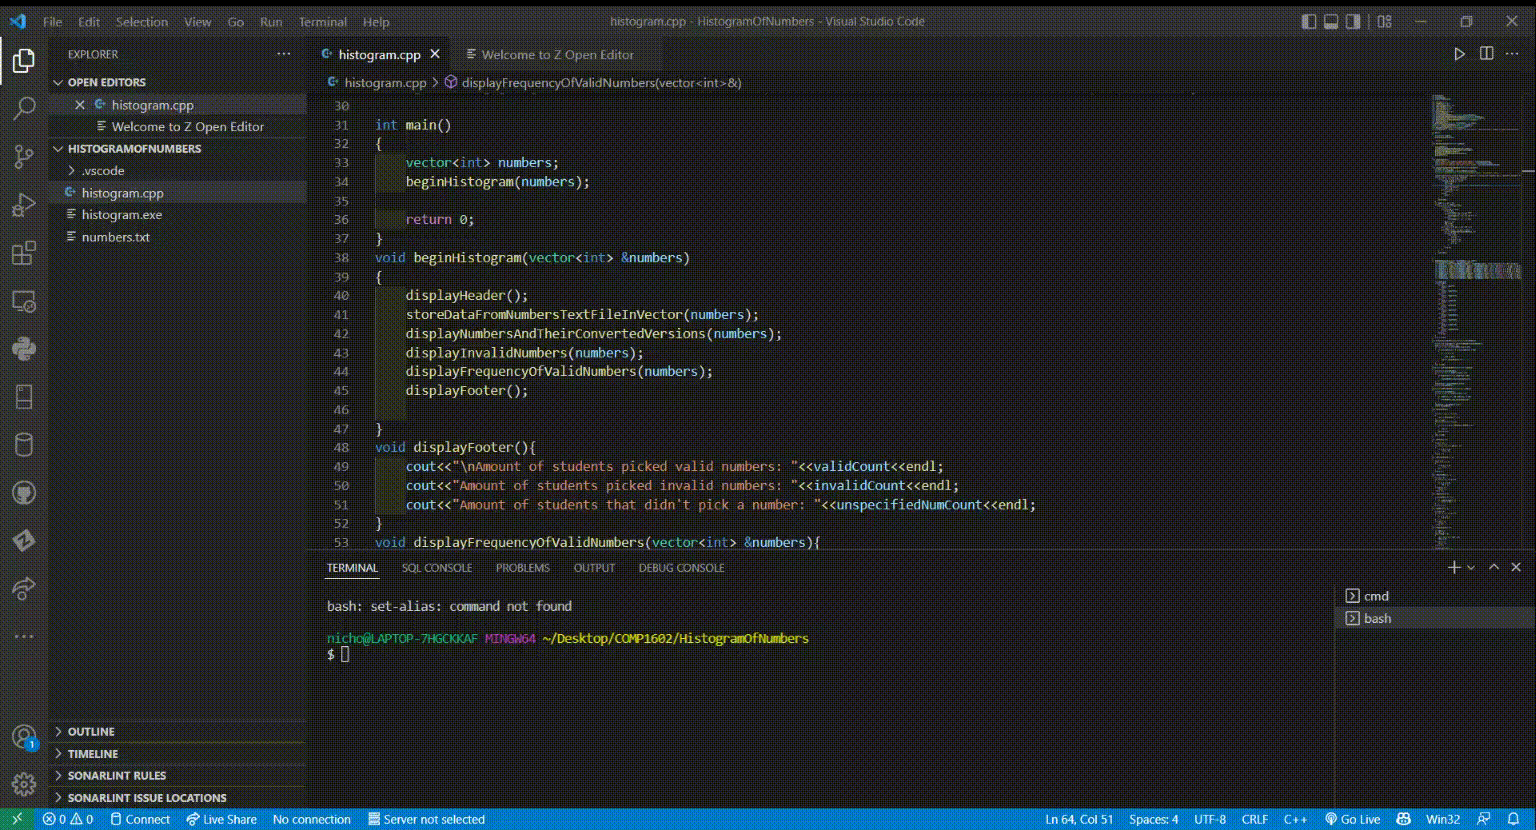 File Edit Selection View Go Run Terminal Help
histogram.cpp - HistogramOfNumbers - Visual Studio Code
EXPLORER
OPEN EDITORS
histogram.cpp
Welcome to Z Open Editor
HISTOGRAMOFNUMBERS
.vscode
histogram.cpp
histogram.exe
numbers.txt
OUTLINE
TIMELINE
SONARLINT RULES
SONARLINT ISSUE LOCATIONS
1
histogram.cpp Welcome to Z Open Editor
histogram.cpp > displayFrequencyOfValidNumbers(vector<int>&)
30
31 int main()
32 {
33 vector<int> numbers;
34 beginHistogram(numbers);
35
36 return 0;
37 }
38 void beginHistogram(vector<int> &numbers)
39 {
40 displayHeader();
41 storeDataFromNumbersTextFileInVector(numbers);
42 displayNumbersAndTheirConvertedVersions(numbers);
43 displayInvalidNumbers(numbers);
44 displayFrequencyOfValidNumbers(numbers);
45 displayFooter();
46
47 }
48 void displayFooter(){
49 cout<<"\nAmount of students picked valid numbers: "<<validCount<<endl;
50 cout<<"Amount of students picked invalid numbers: "<<invalidCount<<endl;
51 cout<<"Amount of students that didn't pick a number: "<<unspecifiedNumCount<<endl;
52 }
53 void displayFrequencyOfValidNumbers(vector<int> &numbers){
TERMINAL SQL CONSOLE PROBLEMS OUTPUT DEBUG CONSOLE
bash: set-alias: command not found
nicho@LAPTOP-7HGCKKAF MINGW64 ~/Desktop/COMP1602/HistogramOfNumbers
$
cmd
bash
0 0 Connect Live Share No connection Server not selected
Ln 64, Col 51 Spaces: 4 UTF-8 CRLF C++ Go Live Win32